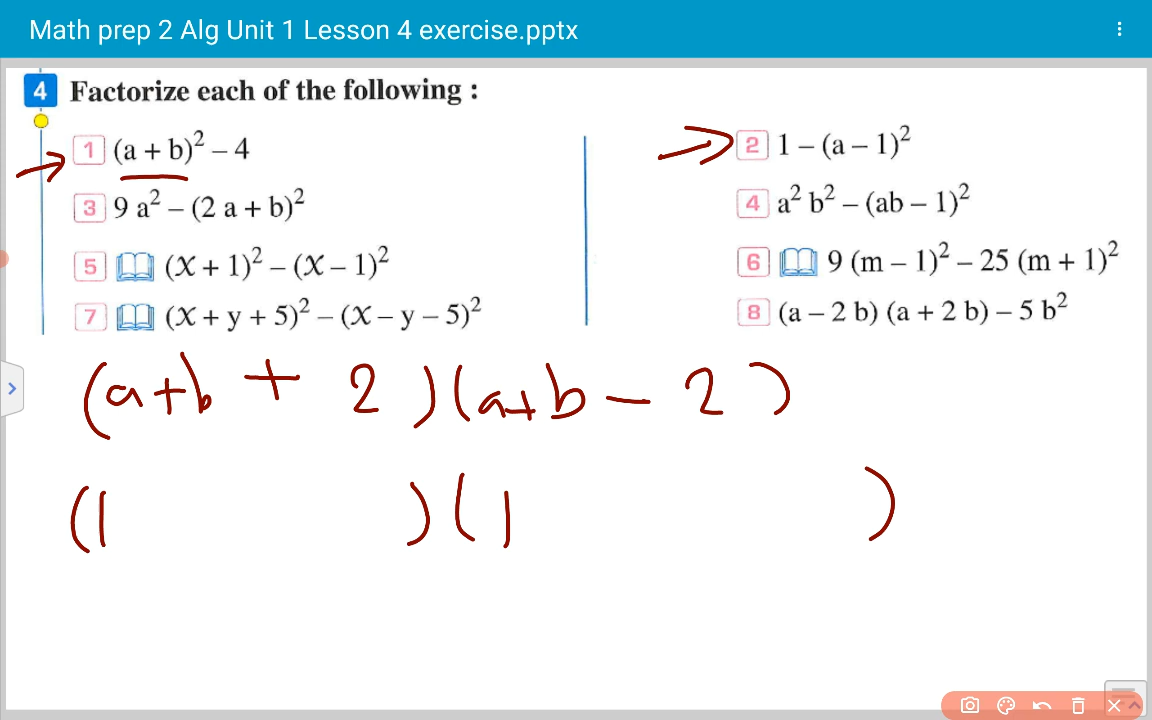 Math prep 2 Alg Unit 1 Lesson 4 exercise.pptx
4 Factorize each of the following :
1 (a + b)² – 4
2 1 – (a – 1)²
3 9 a² – (2 a + b)²
4 a² b² – (ab – 1)²
5 (X + 1)² – (X – 1)²
6 9 (m – 1)² – 25 (m + 1)²
7 (X + y + 5)² – (X – y – 5)²
8 (a – 2 b) (a + 2 b) – 5 b²
(a+b + 2)(a+b – 2)
(1 )(1 )